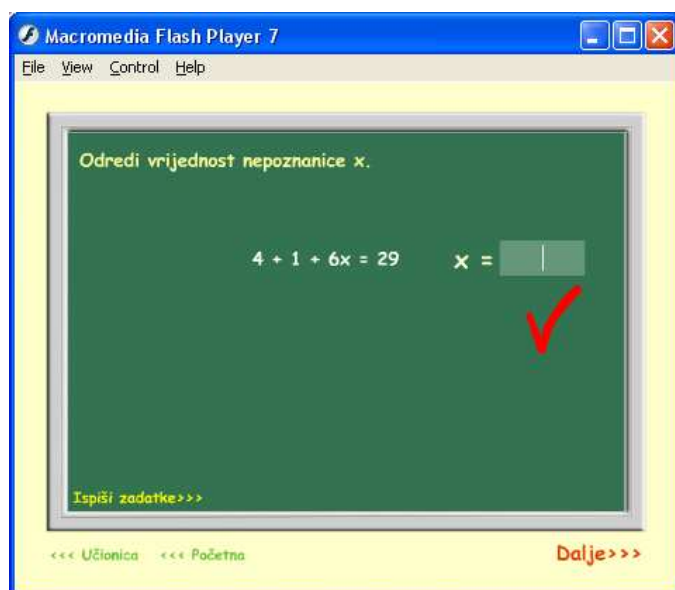 Macromedia Flash Player 7
File View Control Help
Odredi vrijednost nepoznanice x.
4 + 1 + 6x = 29 x =
Ispiši zadatke>>>
<<< Učionica <<< Početna Dalje>>>